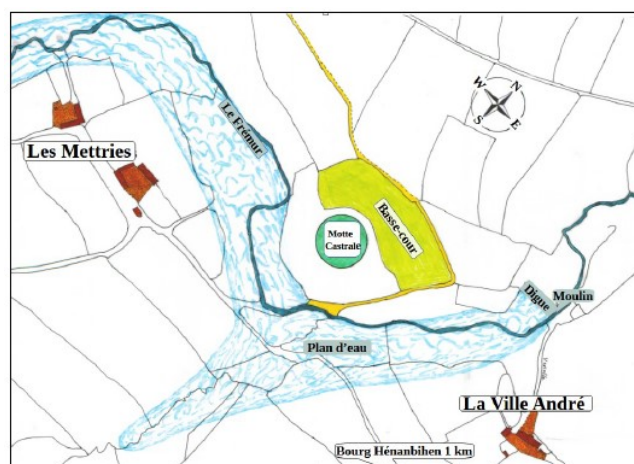 N
W
E
S
Le Frémur
Les Mettries
Motte
Castrale
Basse-cour
Digue
Moulin
Plan d'eau
La Ville André
Bourg Hénanbihen 1 km